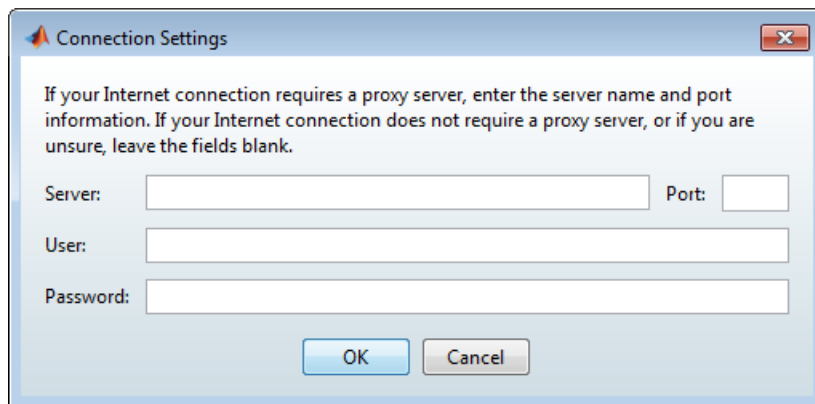 Connection Settings
If your Internet connection requires a proxy server, enter the server name and port
information. If your Internet connection does not require a proxy server, or if you are
unsure, leave the fields blank.
Server: Port:
User:
Password:
OK Cancel